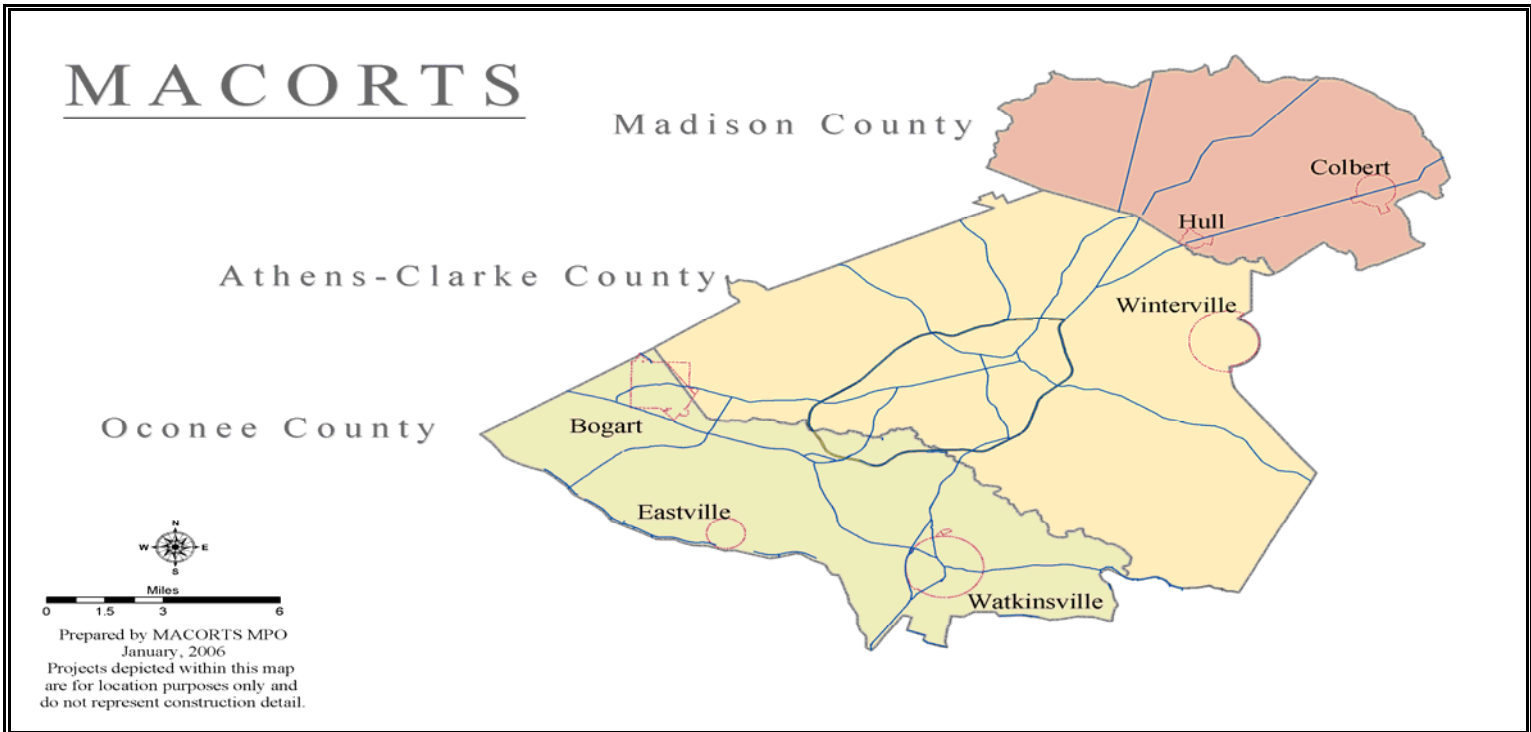 MACORTS
Madison County
Colbert
Hull
Athens-Clarke County
Winterville
Oconee County
Bogart
Eastville
Watkinsville
N
W E
S
Miles
0 1.5 3 6
Prepared by MACORTS MPO
January, 2006
Projects depicted within this map
are for location purposes only and
do not represent construction detail.